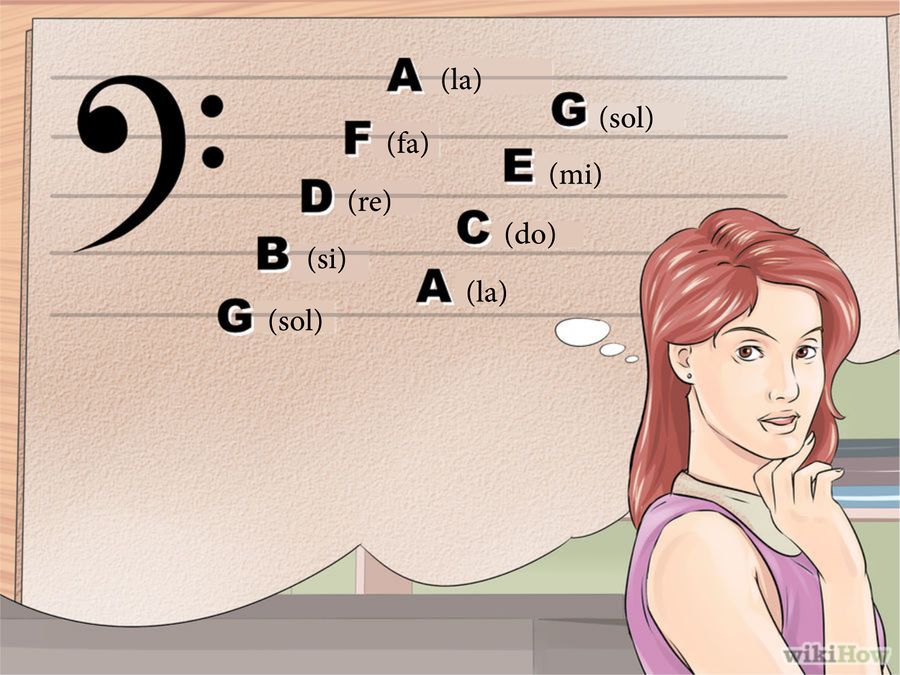 A (la)
G (sol)
F (fa)
E (mi)
D (re)
C (do)
B (si)
A (la)
G (sol)
wikiHow